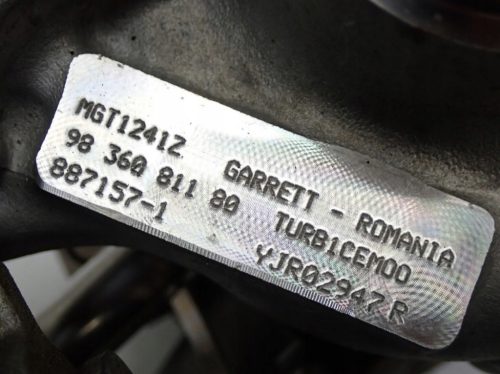 MGT1241Z GARRETT - ROMANIA
98 360 811 80 TURB1CEM00
887157-1 YJR02947 R